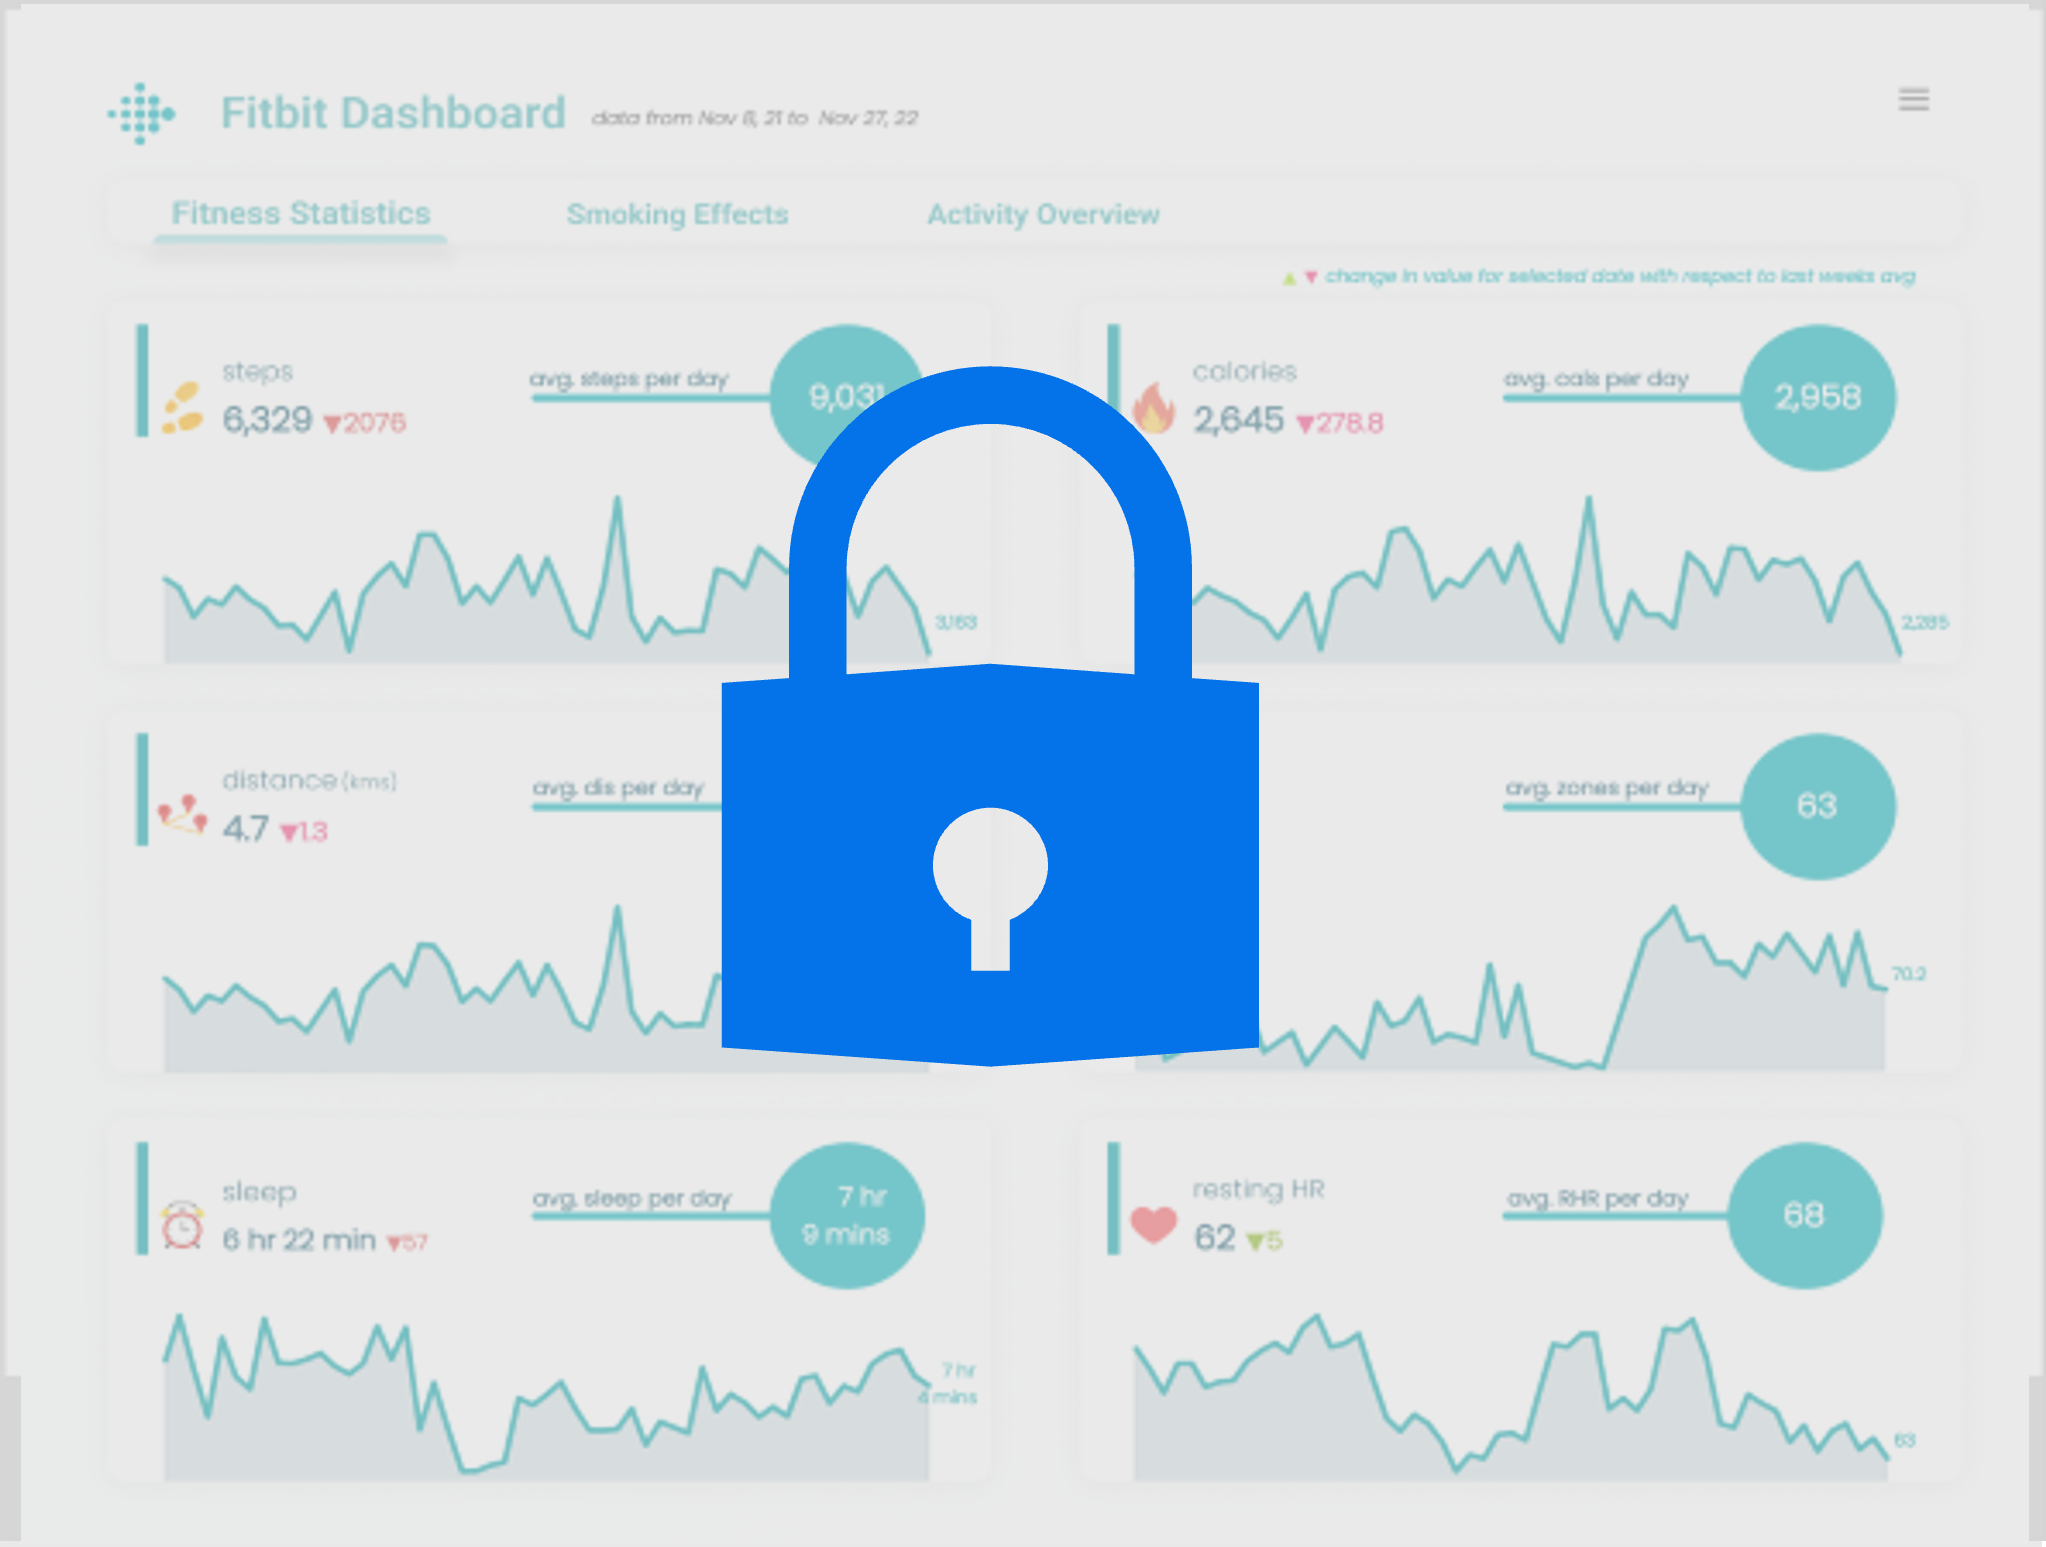 Fitbit Dashboard data from Nov 8, 21 to Nov 27, 22
Fitness Statistics Smoking Effects Activity Overview
▲ ▼ change in value for selected date with respect to last weeks avg
steps
6,329 ▼2076
avg. steps per day
9,031
3,163
calories
2,645 ▼278.8
avg. cals per day
2,958
2,285
distance (kms)
4.7 ▼1.3
avg. dis per day
avg. zones per day
63
70.2
sleep
6 hr 22 min ▼57
avg. sleep per day
7 hr
9 mins
7 hr
4 mins
resting HR
62 ▼5
avg. RHR per day
68
63